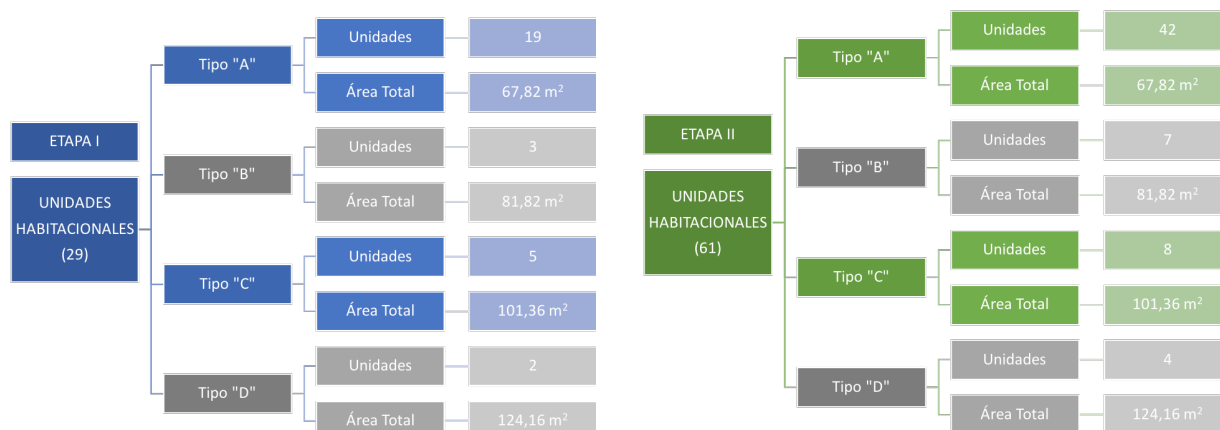 ETAPA I
UNIDADES
HABITACIONALES
(29)
Tipo "A"
Unidades
19
Área Total
67,82 m²
Tipo "B"
Unidades
3
Área Total
81,82 m²
Tipo "C"
Unidades
5
Área Total
101,36 m²
Tipo "D"
Unidades
2
Área Total
124,16 m²
ETAPA II
UNIDADES
HABITACIONALES
(61)
Tipo "A"
Unidades
42
Área Total
67,82 m²
Tipo "B"
Unidades
7
Área Total
81,82 m²
Tipo "C"
Unidades
8
Área Total
101,36 m²
Tipo "D"
Unidades
4
Área Total
124,16 m²